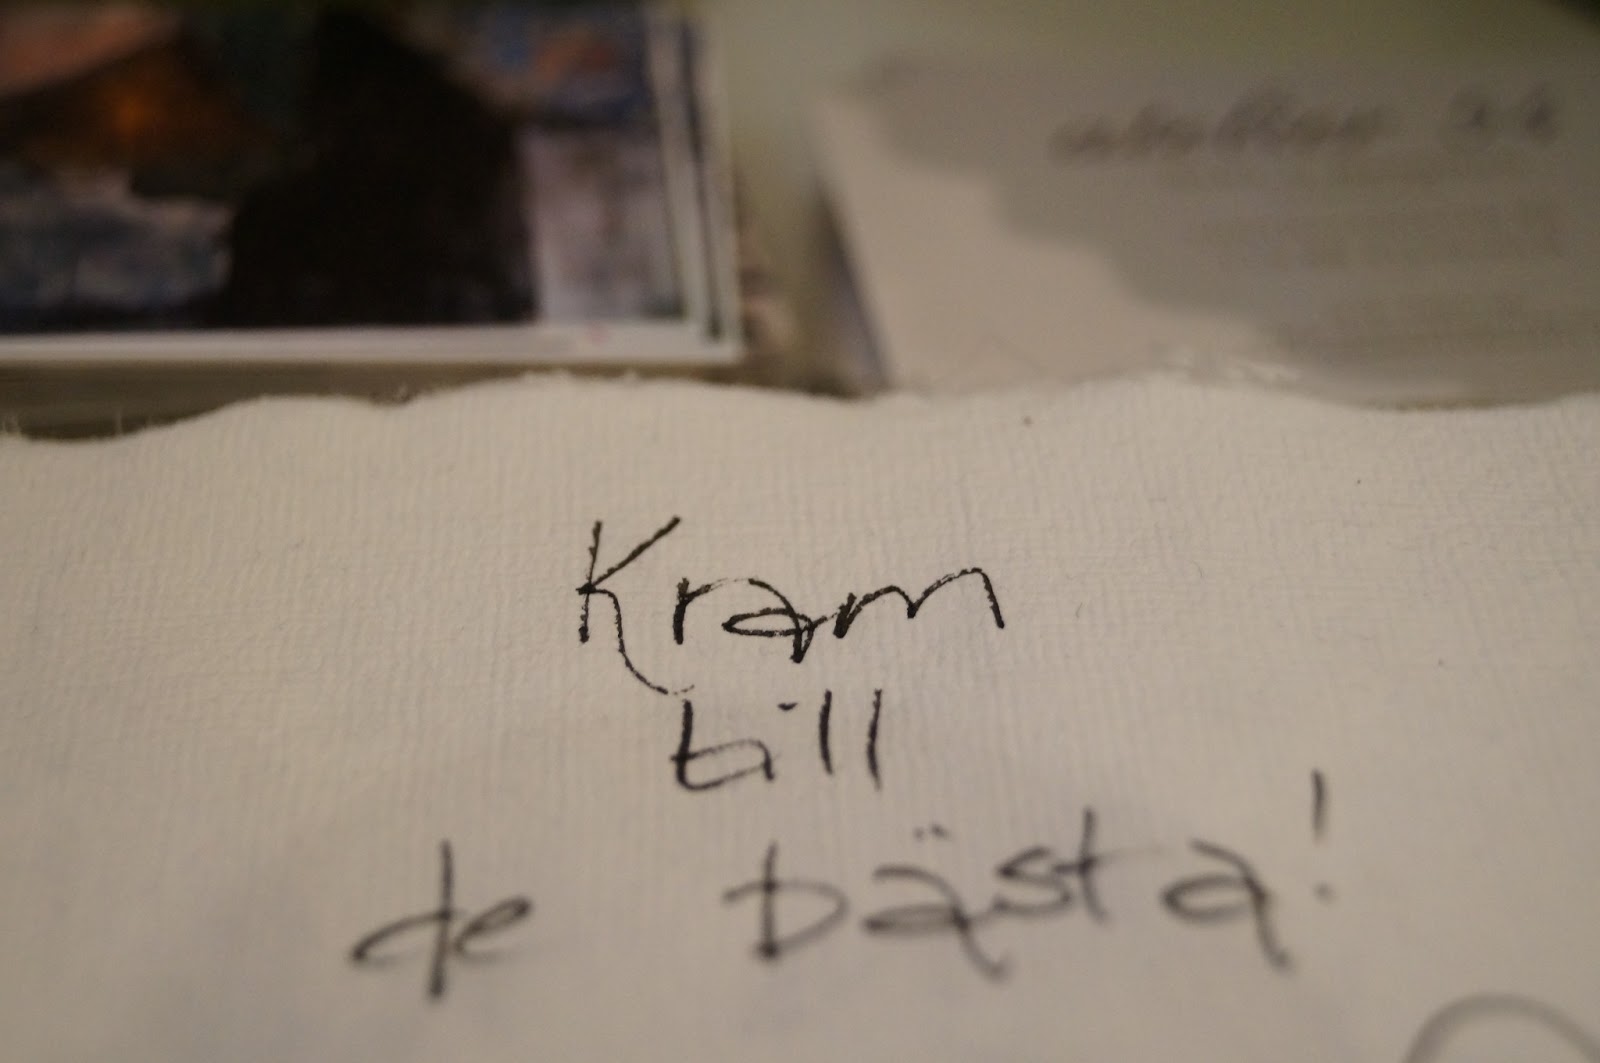 Kram
till
de bästa!